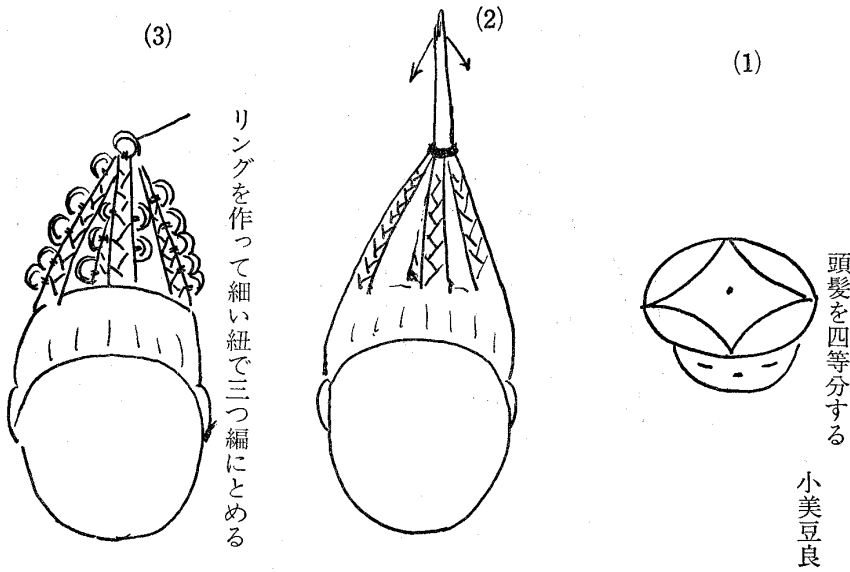 (1)
頭髪を四等分する
小美豆良
(2)
(3)
リングを作って細い紐で三つ編にとめる